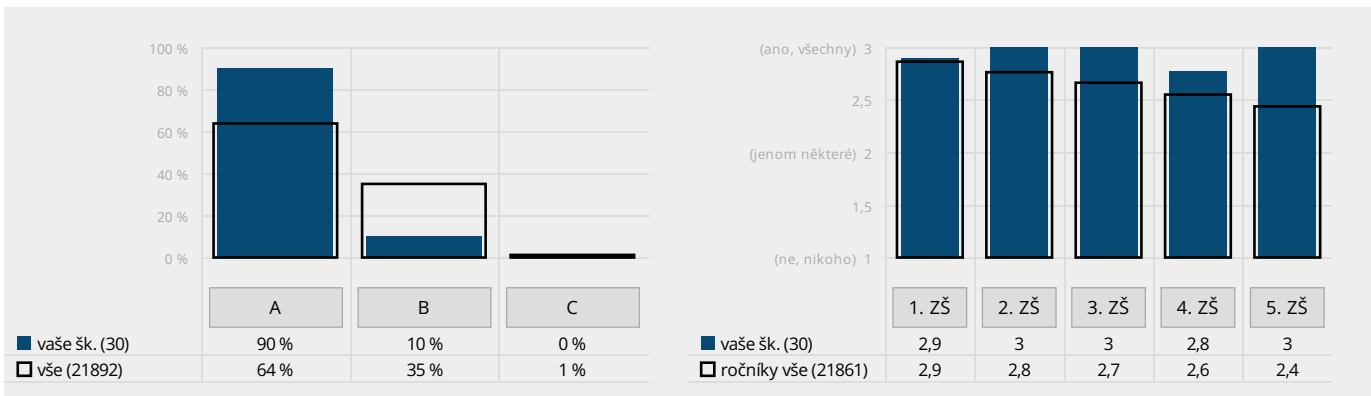 100 %
80 %
60 %
40 %
20 %
0 %
A B C
vaše šk. (30) 90 % 10 % 0 %
vše (21892) 64 % 35 % 1 %
(ano, všechny) 3
2,5
(jenom některé) 2
1,5
(ne, nikoho) 1
1. ZŠ 2. ZŠ 3. ZŠ 4. ZŠ 5. ZŠ
vaše šk. (30) 2,9 3 3 2,8 3
ročníky vše (21861) 2,9 2,8 2,7 2,6 2,4